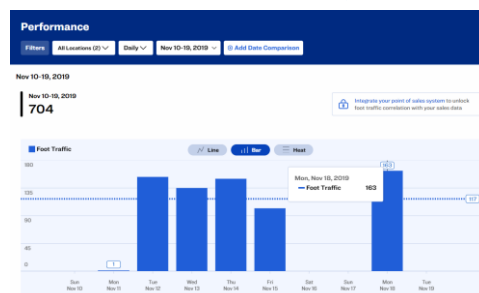 Performance
Filters All Locations (2) Daily Nov 10-19, 2019 Add Date Comparison
Nov 10-19, 2019
Nov 10-19, 2019
704
Integrate your point of sales system to unlock
foot traffic correlation with your sales data
Foot Traffic
Line Bar Heat
180
163
Mon, Nov 18, 2019
Foot Traffic 163
135
117
90
45
1
0
Sun Mon Tue Wed Thu Fri Sat Sun Mon Tue
Nov 10 Nov 11 Nov 12 Nov 13 Nov 14 Nov 15 Nov 16 Nov 17 Nov 18 Nov 19